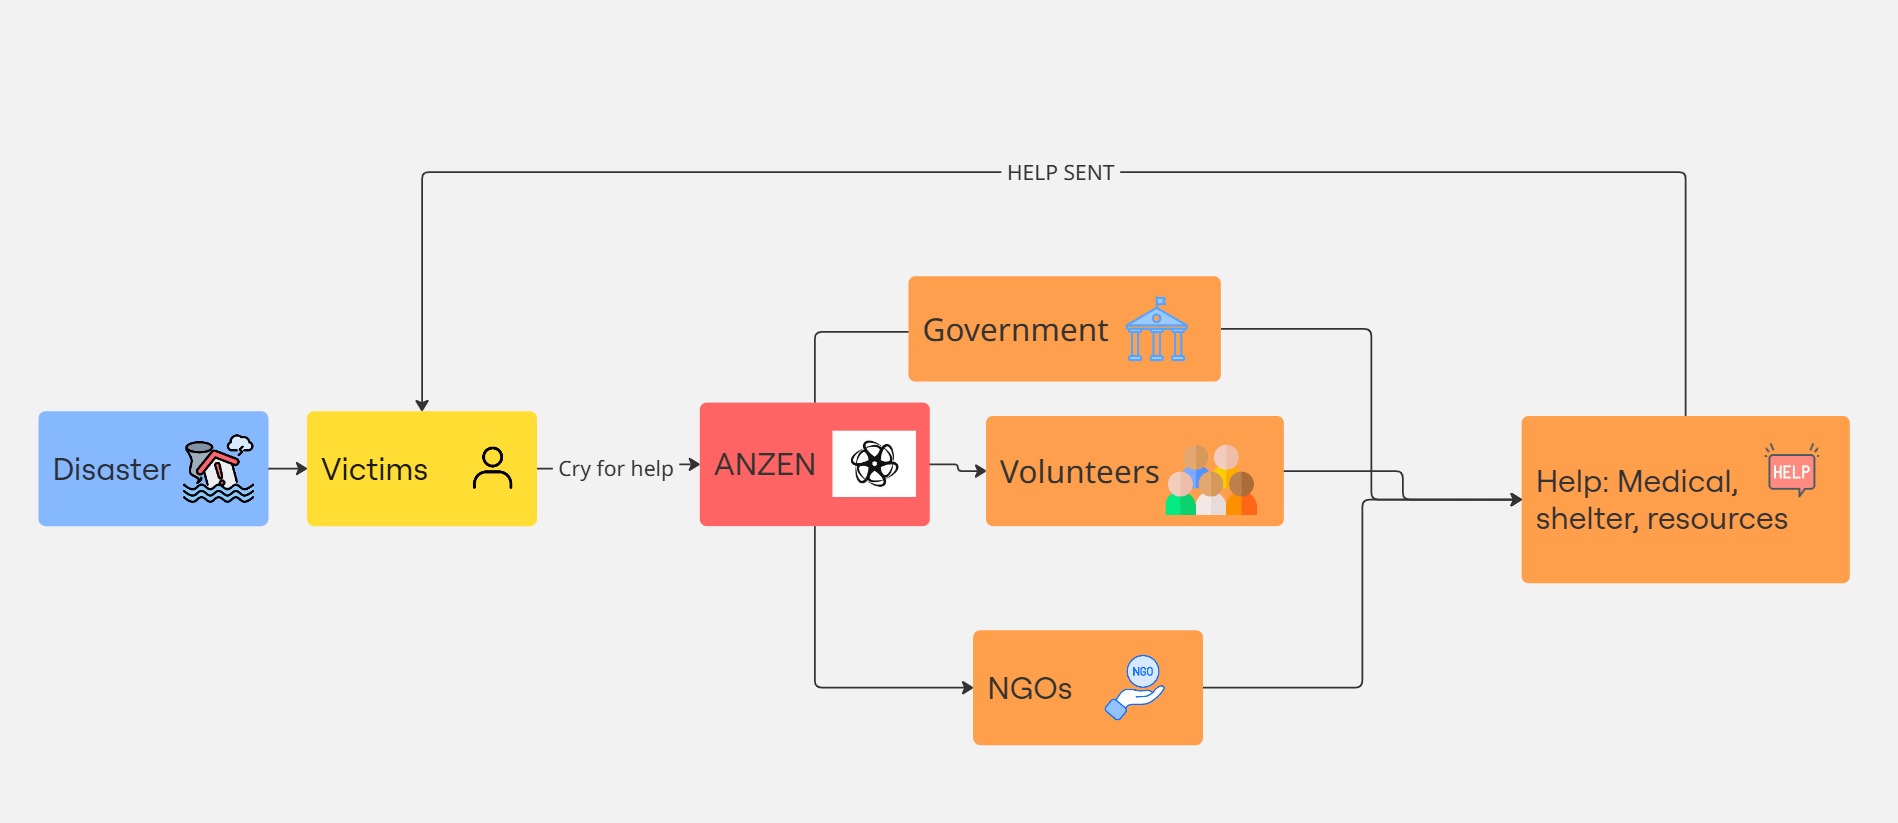 HELP SENT
Government
Disaster
Victims
Cry for help
ANZEN
Volunteers
Help: Medical,
shelter, resources
HELP
NGOs
NGO